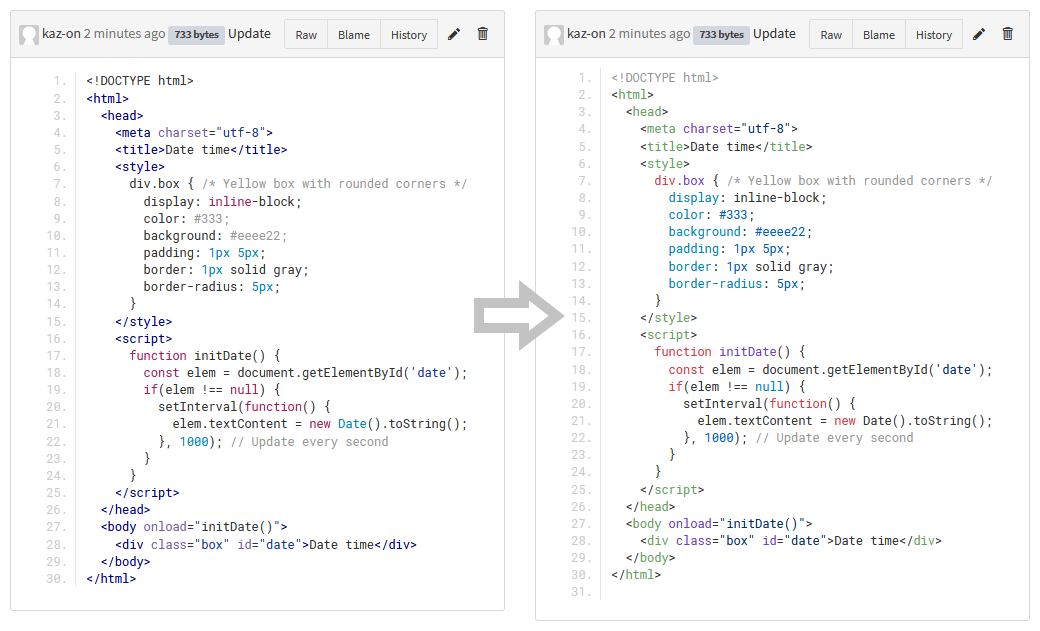 kaz-on 2 minutes ago 733 bytes Update Raw Blame History
1. <!DOCTYPE html>
2. <html>
3.   <head>
4.     <meta charset="utf-8">
5.     <title>Date time</title>
6.     <style>
7.       div.box { /* Yellow box with rounded corners */
8.         display: inline-block;
9.         color: #333;
10.         background: #eeee22;
11.         padding: 1px 5px;
12.         border: 1px solid gray;
13.         border-radius: 5px;
14.       }
15.     </style>
16.     <script>
17.       function initDate() {
18.         const elem = document.getElementById('date');
19.         if(elem !== null) {
20.           setInterval(function() {
21.             elem.textContent = new Date().toString();
22.           }, 1000); // Update every second
23.         }
24.       }
25.     </script>
26.   </head>
27.   <body onload="initDate()">
28.     <div class="box" id="date">Date time</div>
29.   </body>
30. </html>
kaz-on 2 minutes ago 733 bytes Update Raw Blame History
1. <!DOCTYPE html>
2. <html>
3.   <head>
4.     <meta charset="utf-8">
5.     <title>Date time</title>
6.     <style>
7.       div.box { /* Yellow box with rounded corners */
8.         display: inline-block;
9.         color: #333;
10.         background: #eeee22;
11.         padding: 1px 5px;
12.         border: 1px solid gray;
13.         border-radius: 5px;
14.       }
15.     </style>
16.     <script>
17.       function initDate() {
18.         const elem = document.getElementById('date');
19.         if(elem !== null) {
20.           setInterval(function() {
21.             elem.textContent = new Date().toString();
22.           }, 1000); // Update every second
23.         }
24.       }
25.     </script>
26.   </head>
27.   <body onload="initDate()">
28.     <div class="box" id="date">Date time</div>
29.   </body>
30. </html>
31.